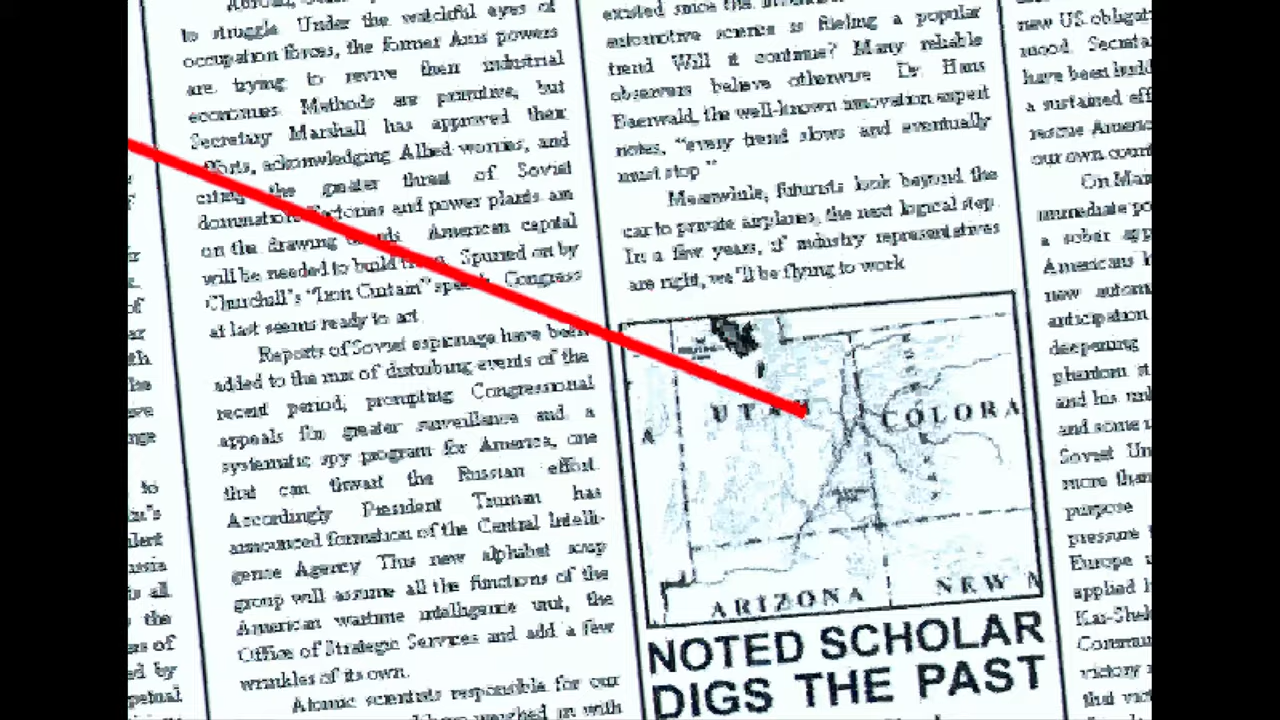 to struggle. Under the watchful eyes of
occupation forces, the former Axis powers
are trying to revive their industrial
economies. Methods are primitive, but
Secretary Marshall has approved their
efforts, acknowledging Allied worries, and
citing the greater threat of Soviet
domination. Factories and power plants are
on the drawing boards. American capital
will be needed to build them. Spurred on by
Churchill's "Iron Curtain" speech, Congress
at last seems ready to act.
Reports of Soviet espionage have been
added to the mix of disturbing events of the
recent period, prompting Congressional
appeals for greater surveillance and a
systematic spy program for America, one
that can thwart the Russian effort.
Accordingly President Truman has
announced formation of the Central Intelli-
gence Agency. This new alphabet soup
group will assume all the functions of the
American wartime intelligence unit, the
Office of Strategic Services and add a few
wrinkles of its own.
Atomic scientists responsible for our
have weighed in with
existed since the
automotive science is fueling a popular
trend. Will it continue? Many reliable
observers believe otherwise. Dr. Hans
Baerwald, the well-known innovation expert
notes, "every trend slows and eventually
must stop."
Meanwhile, futurists look beyond the
car to private airplanes, the next logical step.
In a few years, if industry representatives
are right, we'll be flying to work.
UTAH
COLORA
A
ARIZONA
NEW M
NOTED SCHOLAR
DIGS THE PAST
new US obligat
mood. Secreta
have been build
a sustained eff
rescue Americ
our own count
On Mar
immediate po
a sober app
Americans h
new autom
anticipation
deepening
phantom st
and his
and some
Soviet Un
more than
purpose
pressure
Europe
applied
Kai-Shek
Commun
victory
that vict